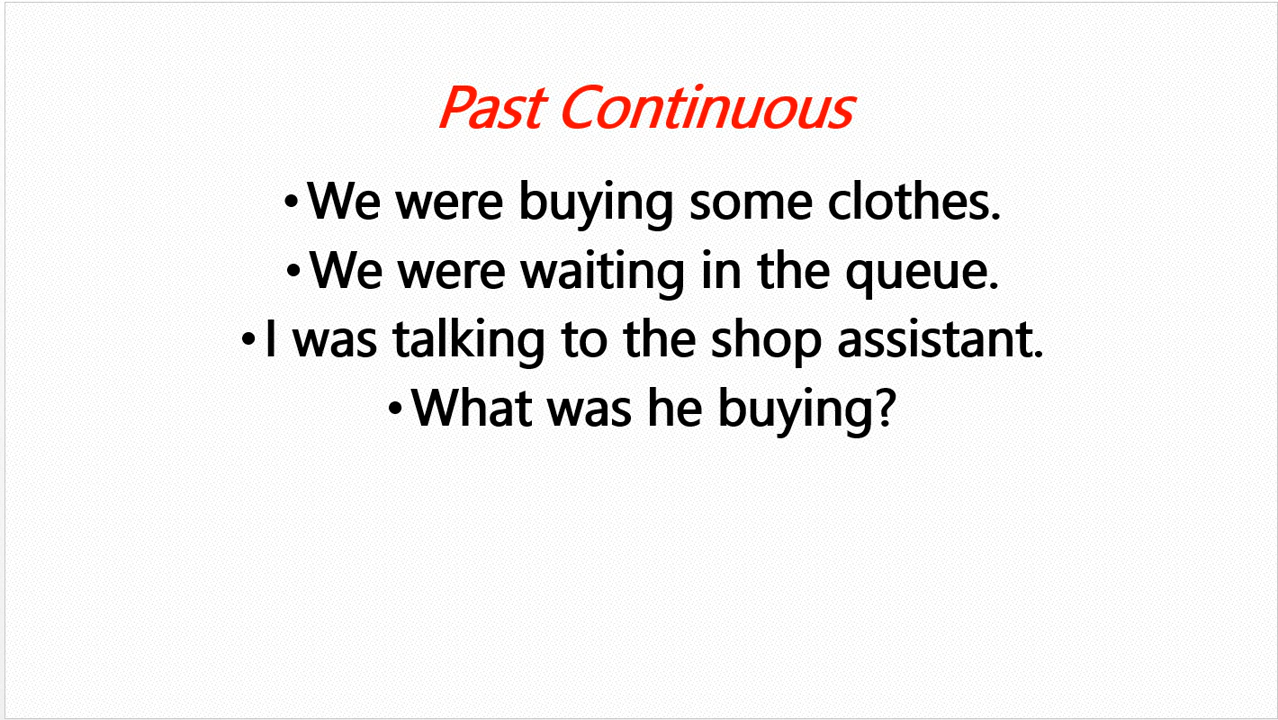 Past Continuous
•We were buying some clothes.
•We were waiting in the queue.
•I was talking to the shop assistant.
•What was he buying?